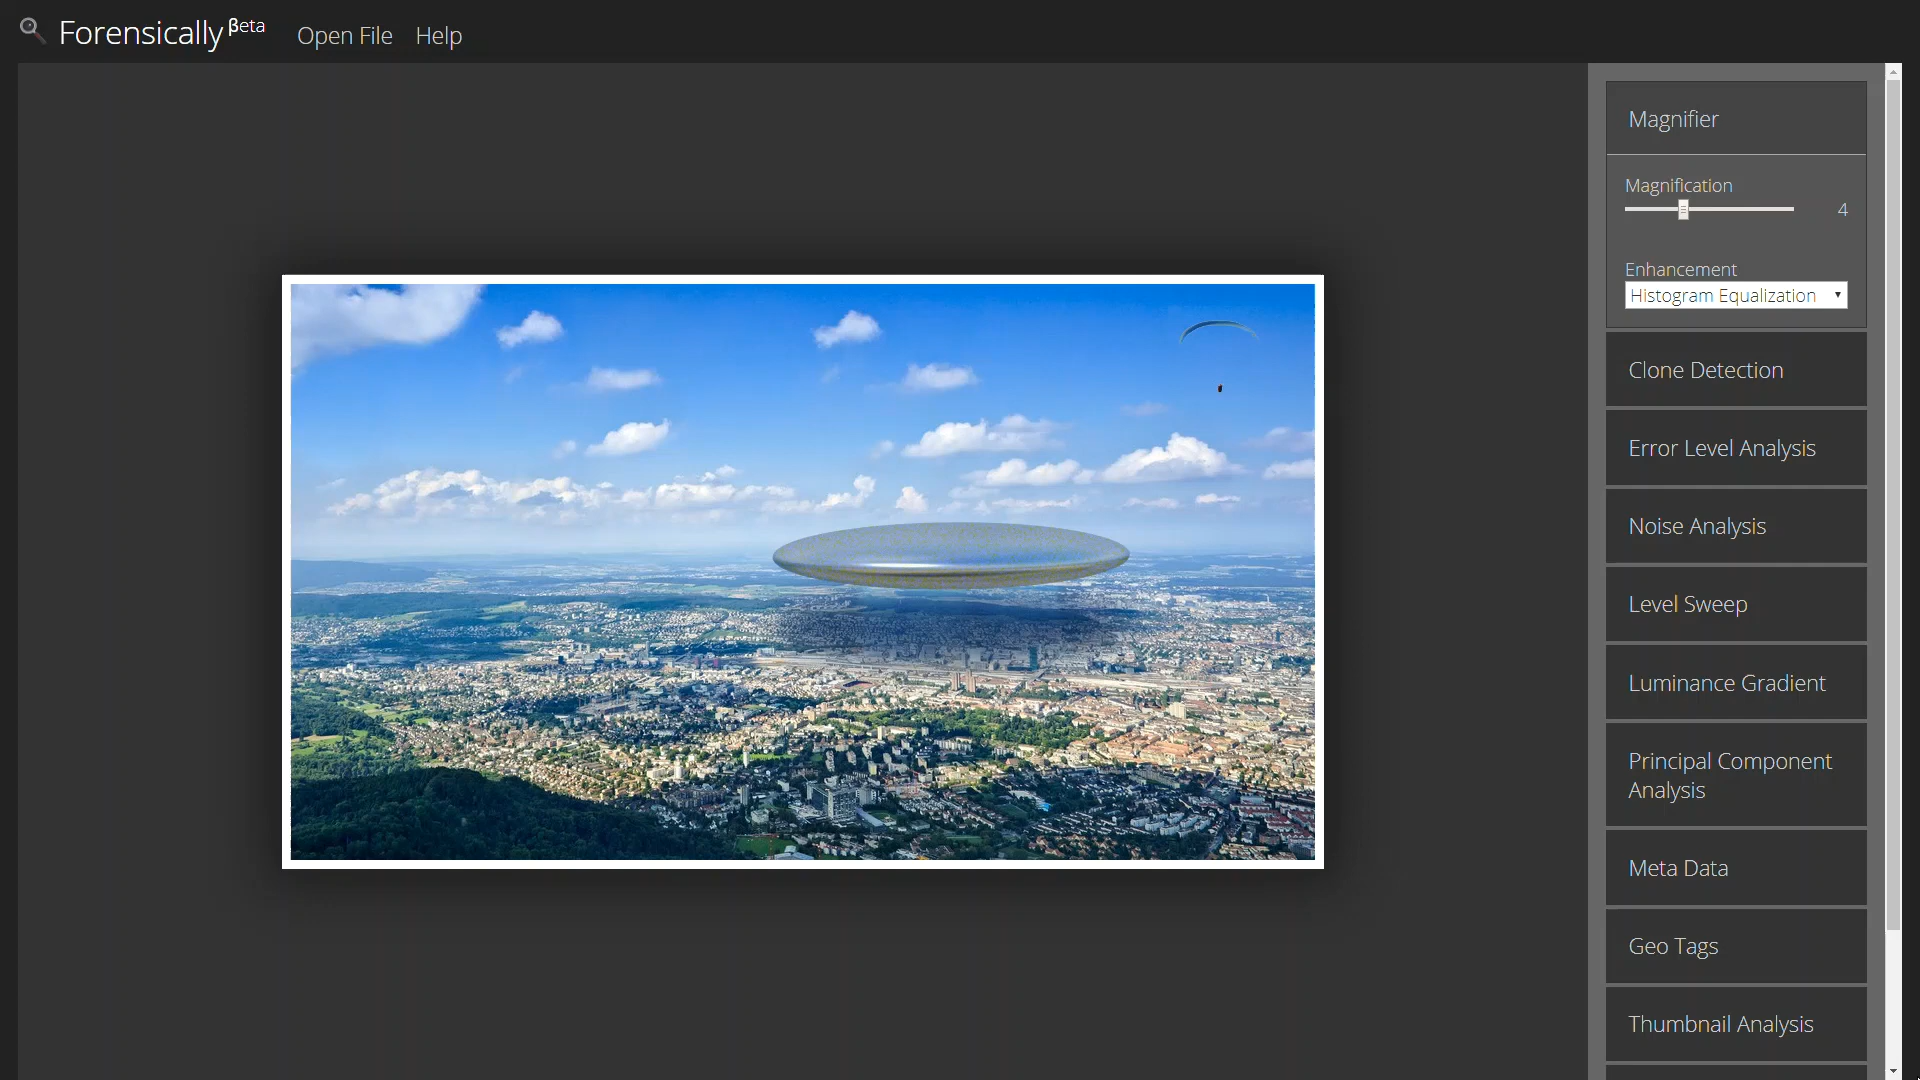 Forensically βeta
Open File
Help
Magnifier
Magnification
4
Enhancement
Histogram Equalization
Clone Detection
Error Level Analysis
Noise Analysis
Level Sweep
Luminance Gradient
Principal Component
Analysis
Meta Data
Geo Tags
Thumbnail Analysis